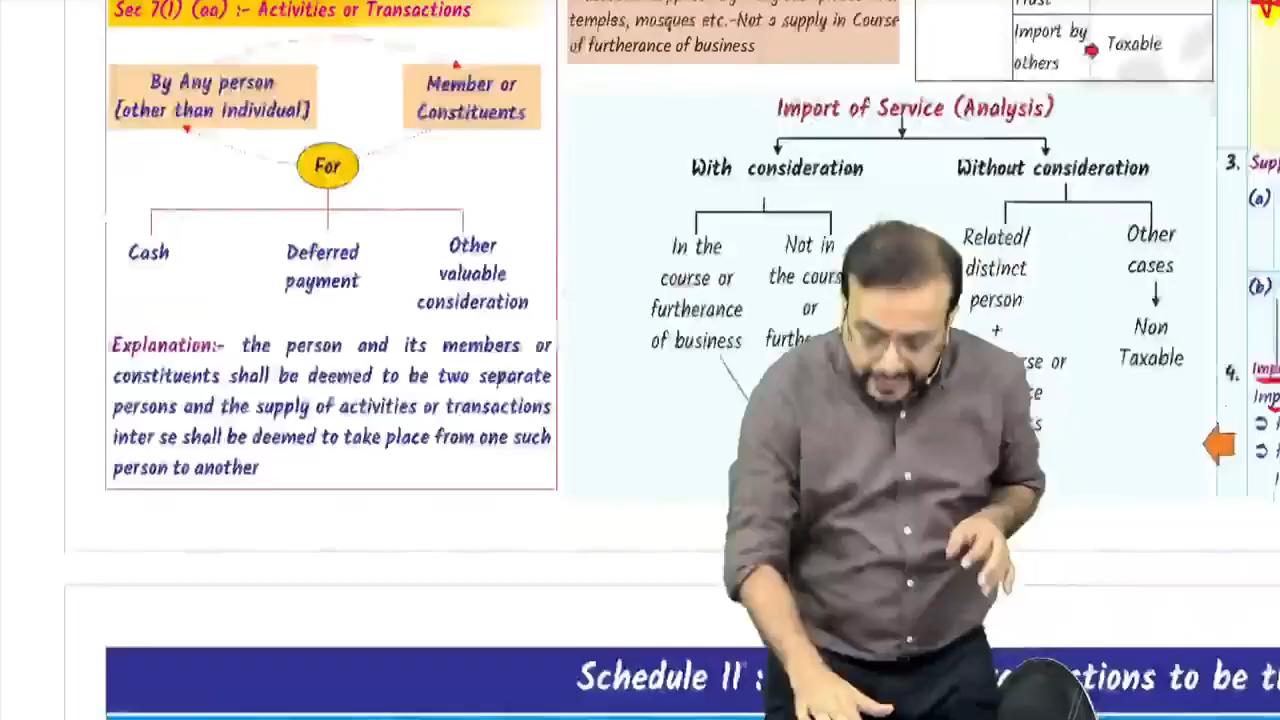 Sec 7(1) (aa) :- Activities or Transactions
By Any person
[other than individual]
Member or
Constituents
For
Cash
Deferred
payment
Other
valuable
consideration
Explanation:- the person and its members or
constituents shall be deemed to be two separate
persons and the supply of activities or transactions
inter se shall be deemed to take place from one such
person to another
temples, mosques etc.-Not a supply in Course
of furtherance of business
Import by
others
Taxable
Import of Service (Analysis)
With consideration
Without consideration
In the
course or
furtherance
of business
Not in
the
or
Related/
distinct
person
+
or
Other
cases
Non
Taxable
3.
(a)
(b)
4.
Schedule II :
to be